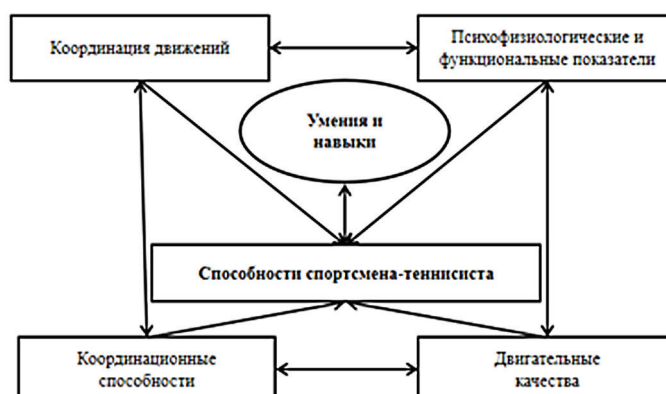 Координация движений
Психофизиологические и
функциональные показатели
Умения и
навыки
Способности спортсмена-теннисиста
Координационные
способности
Двигательные
качества